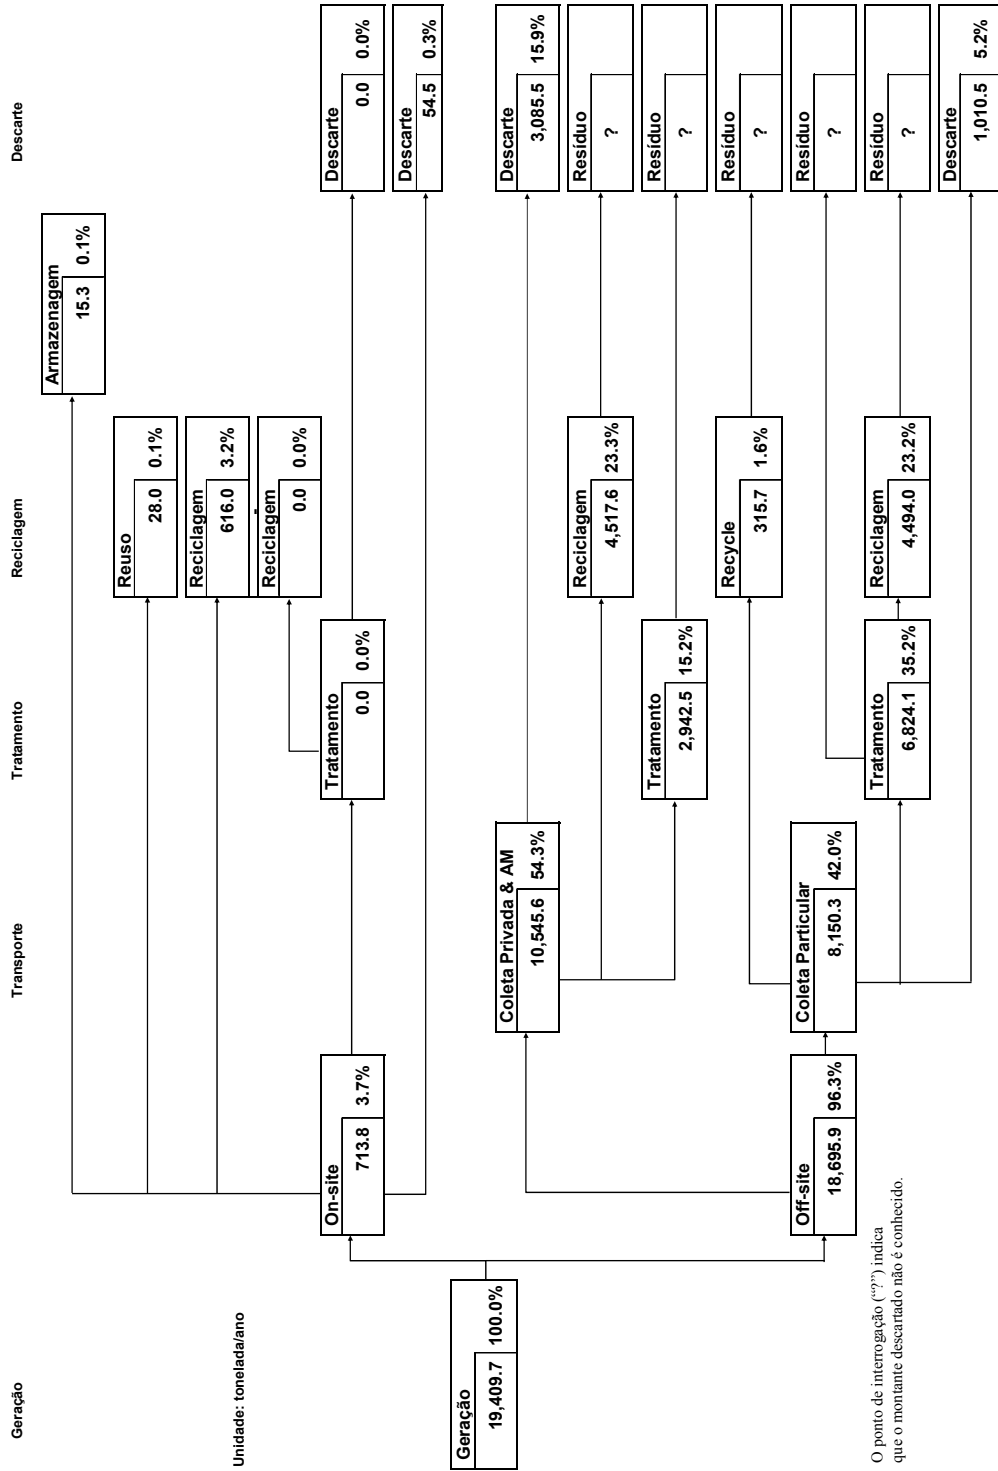 Geração
Transporte
Tratamento
Reciclagem
Descarte
Unidade: tonelada/ano
Armazenagem
15.3 0.1%
Reuso
28.0 0.1%
Reciclagem
616.0 3.2%
Reciclagem
0.0 0.0%
On-site
713.8 3.7%
Tratamento
0.0 0.0%
Descarte
0.0 0.0%
Descarte
54.5 0.3%
Geração
19,409.7 100.0%
Coleta Privada & AM
10,545.6 54.3%
Descarte
3,085.5 15.9%
Reciclagem
4,517.6 23.3%
Resíduo
?
Tratamento
2,942.5 15.2%
Resíduo
?
Recycle
315.7 1.6%
Resíduo
?
Off-site
18,695.9 96.3%
Coleta Particular
8,150.3 42.0%
Resíduo
?
Tratamento
6,824.1 35.2%
Reciclagem
4,494.0 23.2%
Resíduo
?
Descarte
1,010.5 5.2%
O ponto de interrogação (“?”) indica
que o montante descartado não é conhecido.